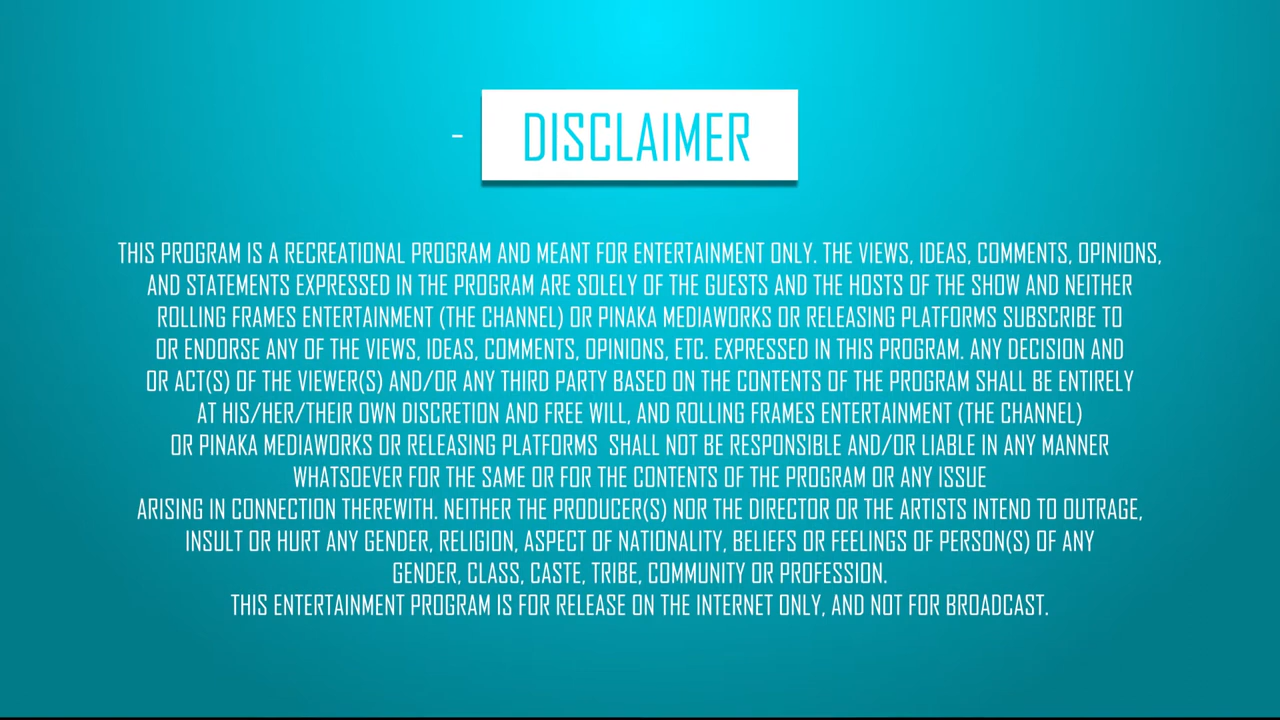 - DISCLAIMER
THIS PROGRAM IS A RECREATIONAL PROGRAM AND MEANT FOR ENTERTAINMENT ONLY. THE VIEWS, IDEAS, COMMENTS, OPINIONS,
AND STATEMENTS EXPRESSED IN THE PROGRAM ARE SOLELY OF THE GUESTS AND THE HOSTS OF THE SHOW AND NEITHER
ROLLING FRAMES ENTERTAINMENT (THE CHANNEL) OR PINAKA MEDIAWORKS OR RELEASING PLATFORMS SUBSCRIBE TO
OR ENDORSE ANY OF THE VIEWS, IDEAS, COMMENTS, OPINIONS, ETC. EXPRESSED IN THIS PROGRAM. ANY DECISION AND
OR ACT(S) OF THE VIEWER(S) AND/OR ANY THIRD PARTY BASED ON THE CONTENTS OF THE PROGRAM SHALL BE ENTIRELY
AT HIS/HER/THEIR OWN DISCRETION AND FREE WILL, AND ROLLING FRAMES ENTERTAINMENT (THE CHANNEL)
OR PINAKA MEDIAWORKS OR RELEASING PLATFORMS SHALL NOT BE RESPONSIBLE AND/OR LIABLE IN ANY MANNER
WHATSOEVER FOR THE SAME OR FOR THE CONTENTS OF THE PROGRAM OR ANY ISSUE
ARISING IN CONNECTION THEREWITH. NEITHER THE PRODUCER(S) NOR THE DIRECTOR OR THE ARTISTS INTEND TO OUTRAGE,
INSULT OR HURT ANY GENDER, RELIGION, ASPECT OF NATIONALITY, BELIEFS OR FEELINGS OF PERSON(S) OF ANY
GENDER, CLASS, CASTE, TRIBE, COMMUNITY OR PROFESSION.
THIS ENTERTAINMENT PROGRAM IS FOR RELEASE ON THE INTERNET ONLY, AND NOT FOR BROADCAST.